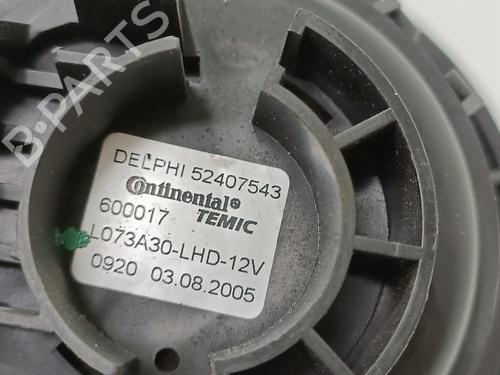 B-PARTS
DELPHI 52407543
Continental®
TEMIC
600017
L073A30-LHD-12V
0920 03.08.2005